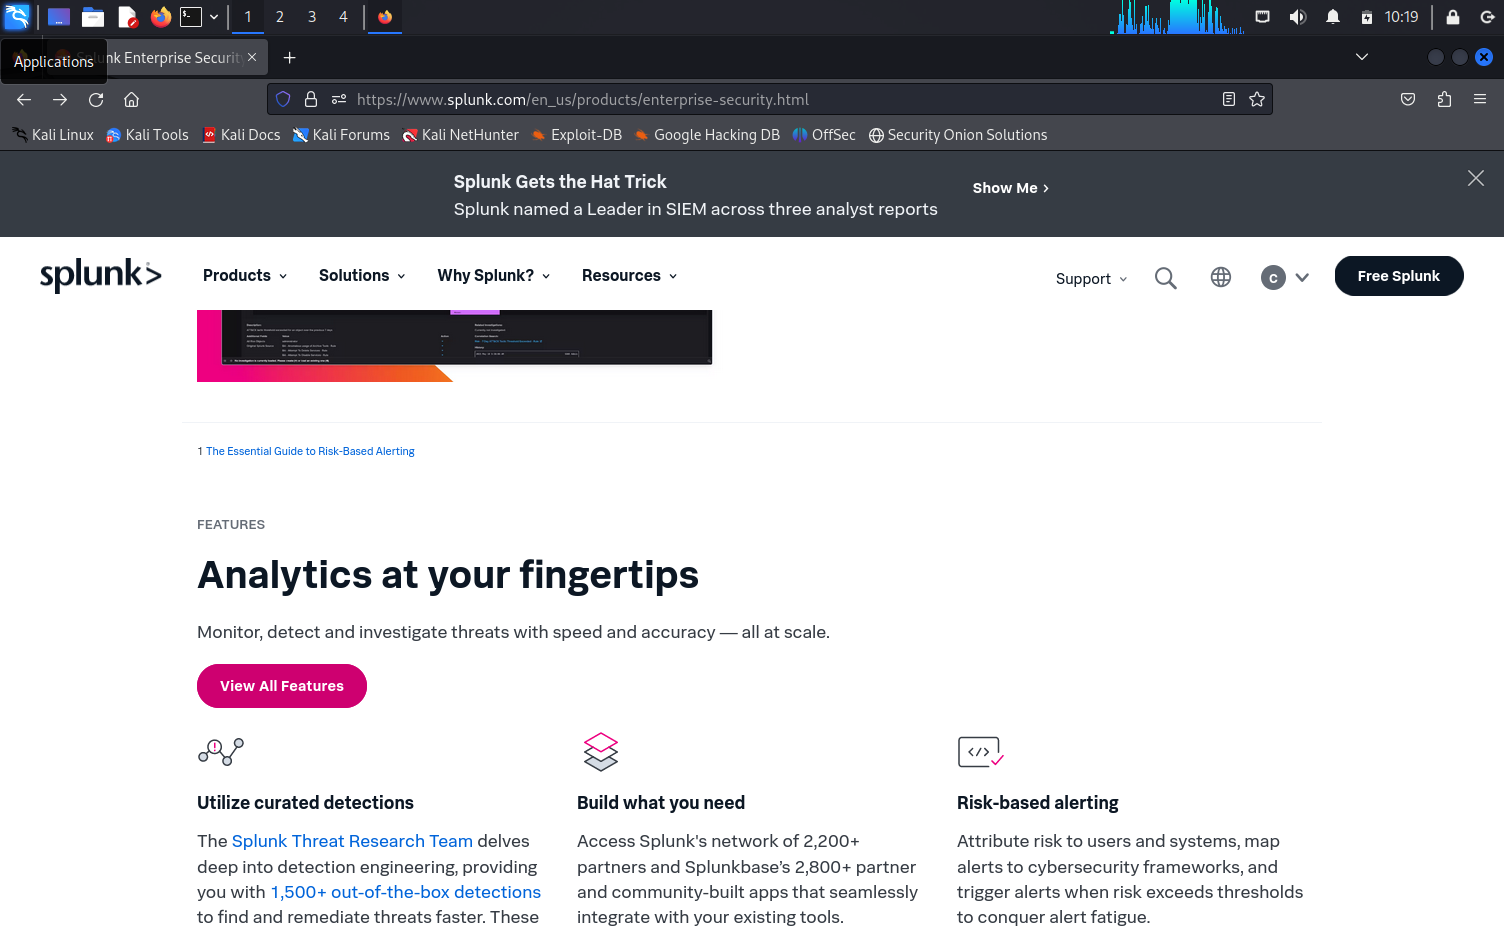 1 2 3 4 10:19
Applications
Splunk Enterprise Securit
https://www.splunk.com/en_us/products/enterprise-security.html
Kali Linux Kali Tools Kali Docs Kali Forums Kali NetHunter Exploit-DB Google Hacking DB OffSec Security Onion Solutions
Splunk Gets the Hat Trick
Splunk named a Leader in SIEM across three analyst reports
Show Me >
splunk>
Products Solutions Why Splunk? Resources Support C Free Splunk
1 The Essential Guide to Risk-Based Alerting
FEATURES
Analytics at your fingertips
Monitor, detect and investigate threats with speed and accuracy — all at scale.
View All Features
Utilize curated detections
The Splunk Threat Research Team delves
deep into detection engineering, providing
you with 1,500+ out-of-the-box detections
to find and remediate threats faster. These
Build what you need
Access Splunk's network of 2,200+
partners and Splunkbase’s 2,800+ partner
and community-built apps that seamlessly
integrate with your existing tools.
Risk-based alerting
Attribute risk to users and systems, map
alerts to cybersecurity frameworks, and
trigger alerts when risk exceeds thresholds
to conquer alert fatigue.